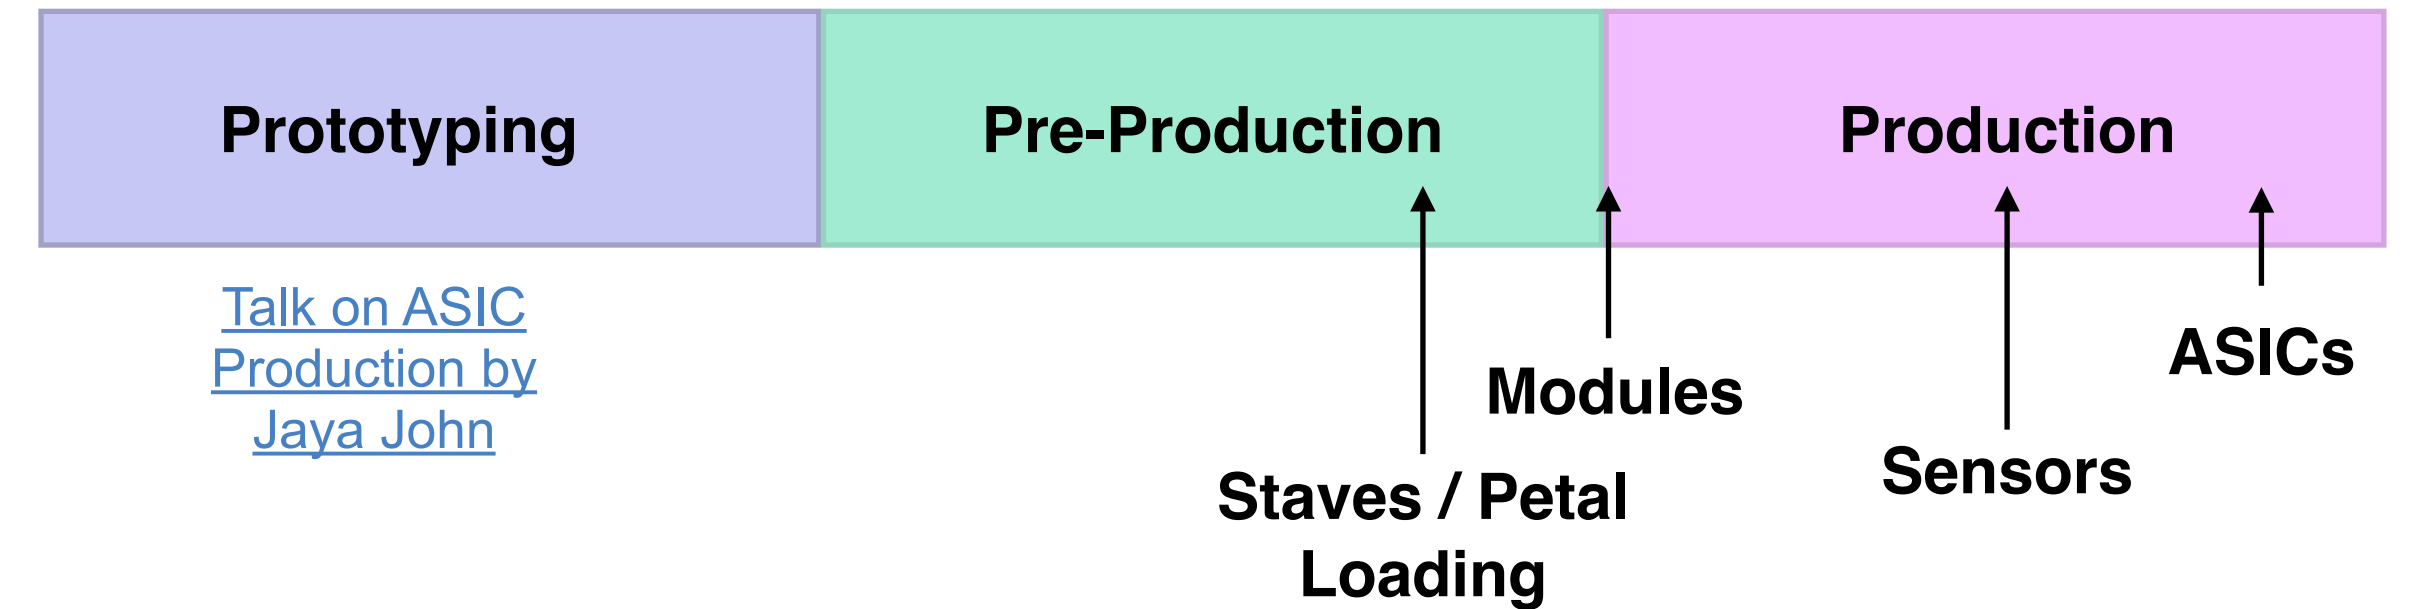 Prototyping
Pre-Production
Production
Talk on ASIC
Production by
Jaya John
Staves / Petal
Loading
Modules
Sensors
ASICs